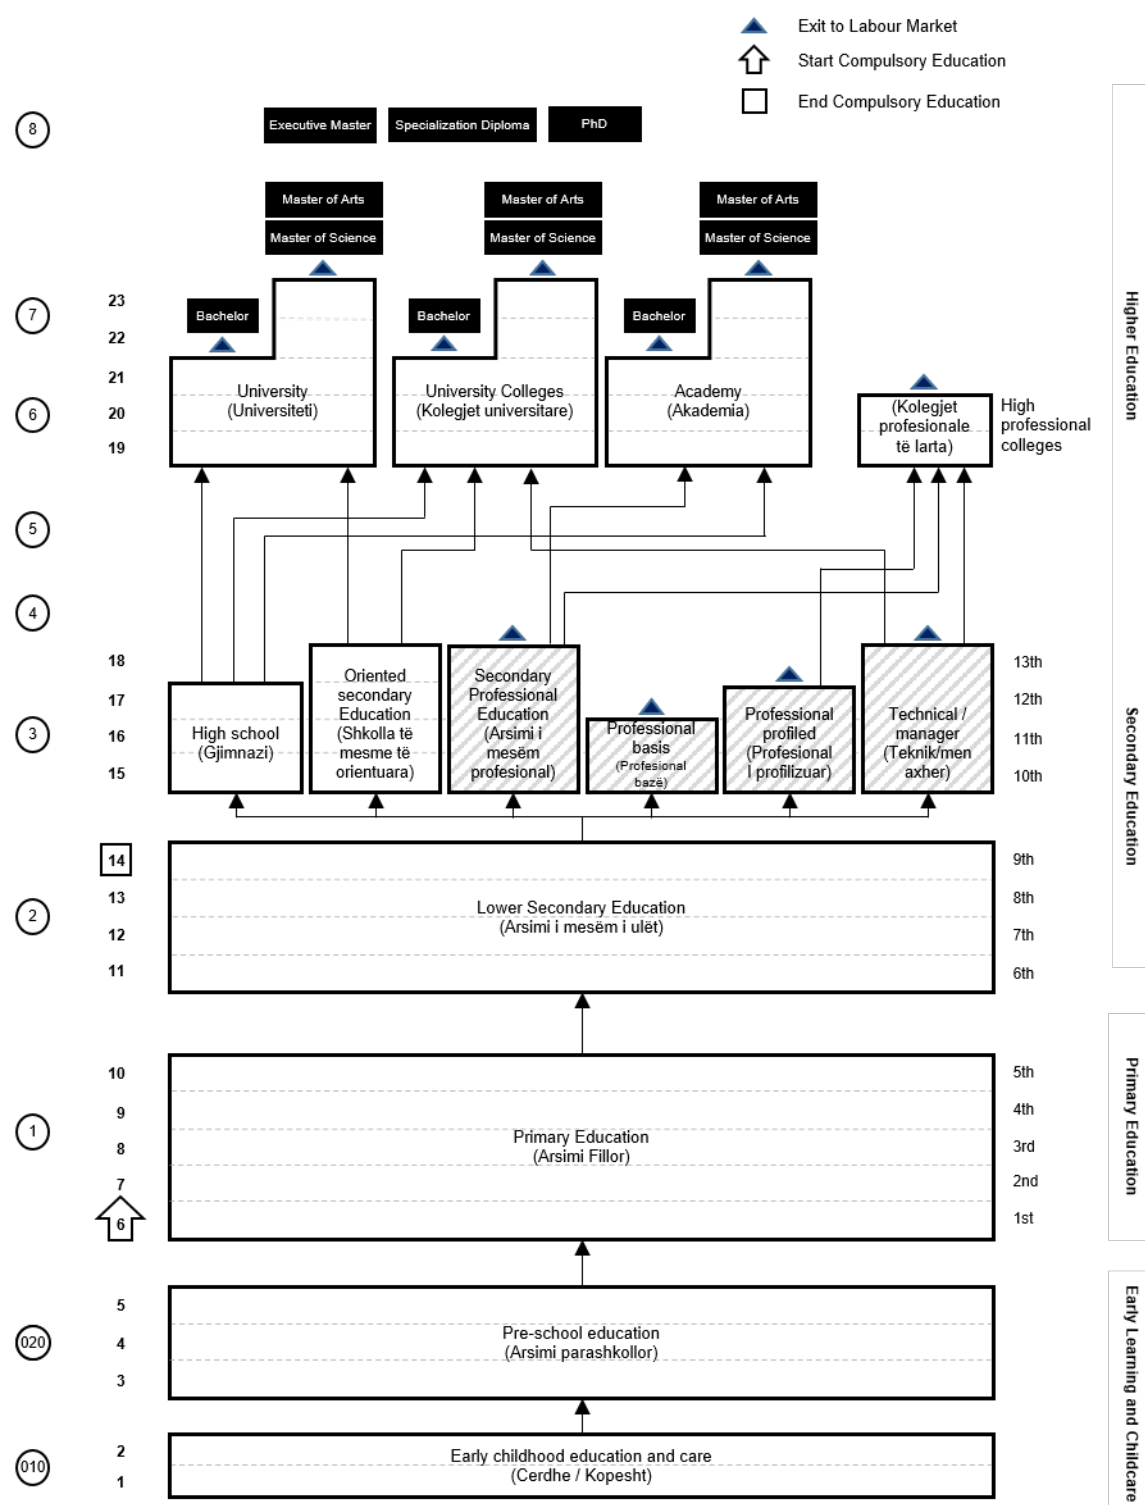 Exit to Labour Market
Start Compulsory Education
End Compulsory Education
8
Executive Master
Specialization Diploma
PhD
Master of Arts
Master of Science
Master of Arts
Master of Science
Master of Arts
Master of Science
7
23
22
Bachelor
Bachelor
Bachelor
21
6
20
19
University
(Universiteti)
University Colleges
(Kolegjet universitare)
Academy
(Akademia)
(Kolegjet
profesionale
të larta)
High
professional
colleges
Higher Education
5
4
3
18
17
16
15
High school
(Gjimnazi)
Oriented
secondary
Education
(Shkolla të
mesme të
orientuara)
Secondary
Professional
Education
(Arsimi i
mesëm
profesional)
Professional
basis
(Profesional
bazë)
Professional
profiled
(Profesional
I profilizuar)
Technical /
manager
(Teknik/men
axher)
13th
12th
11th
10th
Secondary Education
2
14
13
12
11
Lower Secondary Education
(Arsimi i mesëm i ulët)
9th
8th
7th
6th
1
10
9
8
7
6
Primary Education
(Arsimi Fillor)
5th
4th
3rd
2nd
1st
Primary Education
020
5
4
3
Pre-school education
(Arsimi parashkollor)
010
2
1
Early childhood education and care
(Cerdhe / Kopesht)
Early Learning and Childcare